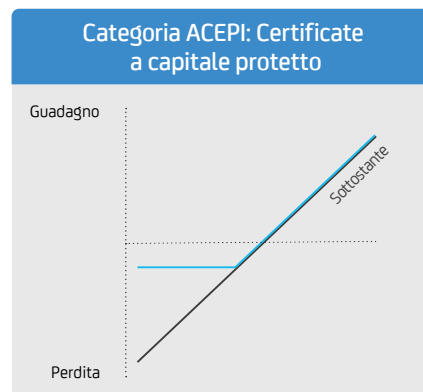 Categoria ACEPI: Certificate
a capitale protetto
Guadagno
Sottostante
Perdita